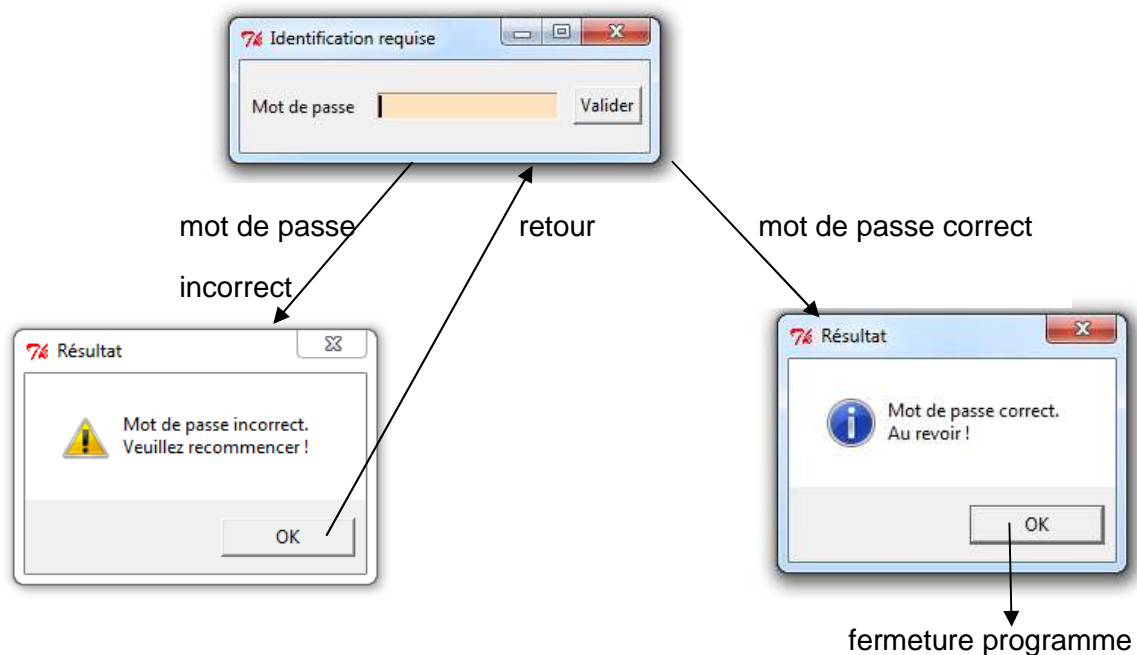 Identification requise
Mot de passe
Valider
mot de passe
incorrect
retour
mot de passe correct
Résultat
Mot de passe incorrect.
Veuillez recommencer !
OK
Résultat
Mot de passe correct.
Au revoir !
OK
fermeture programme